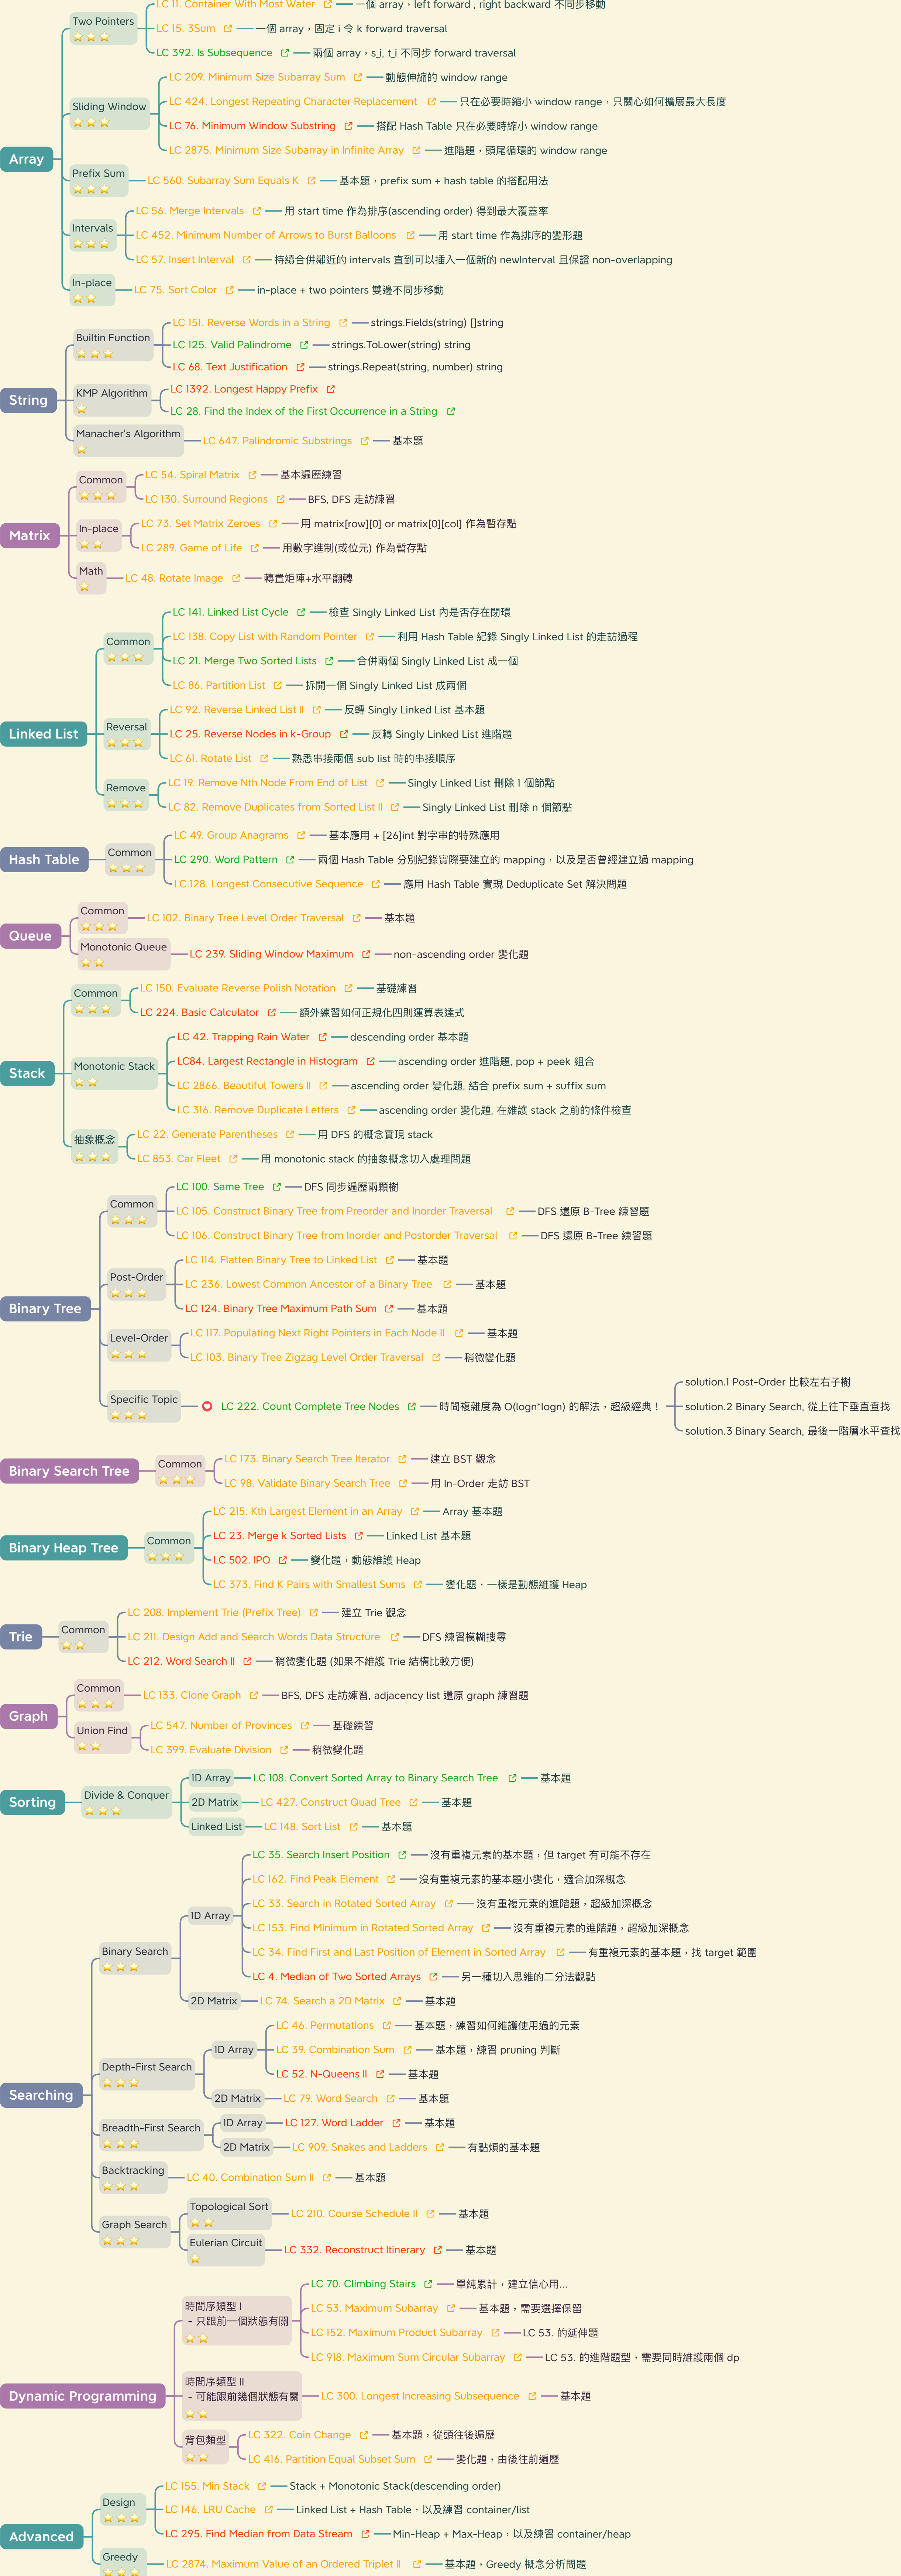 Array
Two Pointers
LC 11. Container With Most Water
一個 array，left forward , right backward 不同步移動
LC 15. 3Sum
一個 array，固定 i 令 k forward traversal
LC 392. Is Subsequence
兩個 array，s_i, t_i 不同步 forward traversal
Sliding Window
LC 209. Minimum Size Subarray Sum
動態伸縮的 window range
LC 424. Longest Repeating Character Replacement
只在必要時縮小 window range，只關心如何擴展最大長度
LC 76. Minimum Window Substring
搭配 Hash Table 只在必要時縮小 window range
LC 2875. Minimum Size Subarray in Infinite Array
進階題，頭尾循環的 window range
Prefix Sum
LC 560. Subarray Sum Equals K
基本題，prefix sum + hash table 的搭配用法
Intervals
LC 56. Merge Intervals
用 start time 作為排序(ascending order) 得到最大覆蓋率
LC 452. Minimum Number of Arrows to Burst Balloons
用 start time 作為排序的變形題
LC 57. Insert Interval
持續合併鄰近的 intervals 直到可以插入一個新的 newInterval 且保證 non-overlapping
In-place
LC 75. Sort Color
in-place + two pointers 雙邊不同步移動
String
Builtin Function
LC 151. Reverse Words in a String
strings.Fields(string) []string
LC 125. Valid Palindrome
strings.ToLower(string) string
LC 68. Text Justification
strings.Repeat(string, number) string
KMP Algorithm
LC 1392. Longest Happy Prefix
LC 28. Find the Index of the First Occurrence in a String
Manacher's Algorithm
LC 647. Palindromic Substrings
基本題
Matrix
Common
LC 54. Spiral Matrix
基本遍歷練習
LC 130. Surround Regions
BFS, DFS 走訪練習
In-place
LC 73. Set Matrix Zeroes
用 matrix[row][0] or matrix[0][col] 作為暫存點
LC 289. Game of Life
用數字進制(或位元) 作為暫存點
Math
LC 48. Rotate Image
轉置矩陣+水平翻轉
Linked List
Common
LC 141. Linked List Cycle
檢查 Singly Linked List 內是否存在閉環
LC 138. Copy List with Random Pointer
利用 Hash Table 紀錄 Singly Linked List 的走訪過程
LC 21. Merge Two Sorted Lists
合併兩個 Singly Linked List 成一個
LC 86. Partition List
拆開一個 Singly Linked List 成兩個
Reversal
LC 92. Reverse Linked List II
反轉 Singly Linked List 基本題
LC 25. Reverse Nodes in k-Group
反轉 Singly Linked List 進階題
LC 61. Rotate List
熟悉串接兩個 sub list 時的串接順序
Remove
LC 19. Remove Nth Node From End of List
Singly Linked List 刪除 1 個節點
LC 82. Remove Duplicates from Sorted List II
Singly Linked List 刪除 n 個節點
Hash Table
Common
LC 49. Group Anagrams
基本應用 + [26]int 對字串的特殊應用
LC 290. Word Pattern
兩個 Hash Table 分別紀錄實際要建立的 mapping，以及是否曾經建立過 mapping
LC.128. Longest Consecutive Sequence
應用 Hash Table 實現 Deduplicate Set 解決問題
Queue
Common
LC 102. Binary Tree Level Order Traversal
基本題
Monotonic Queue
LC 239. Sliding Window Maximum
non-ascending order 變化題
Stack
Common
LC 150. Evaluate Reverse Polish Notation
基礎練習
LC 224. Basic Calculator
額外練習如何正規化四則運算表達式
Monotonic Stack
LC 42. Trapping Rain Water
descending order 基本題
LC84. Largest Rectangle in Histogram
ascending order 進階題, pop + peek 組合
LC 2866. Beautiful Towers II
ascending order 變化題, 結合 prefix sum + suffix sum
LC 316. Remove Duplicate Letters
ascending order 變化題, 在維護 stack 之前的條件檢查
抽象概念
LC 22. Generate Parentheses
用 DFS 的概念實現 stack
LC 853. Car Fleet
用 monotonic stack 的抽象概念切入處理問題
Binary Tree
Common
LC 100. Same Tree
DFS 同步遍歷兩顆樹
LC 105. Construct Binary Tree from Preorder and Inorder Traversal
DFS 還原 B-Tree 練習題
LC 106. Construct Binary Tree from Inorder and Postorder Traversal
DFS 還原 B-Tree 練習題
Post-Order
LC 114. Flatten Binary Tree to Linked List
基本題
LC 236. Lowest Common Ancestor of a Binary Tree
基本題
LC 124. Binary Tree Maximum Path Sum
基本題
Level-Order
LC 117. Populating Next Right Pointers in Each Node II
基本題
LC 103. Binary Tree Zigzag Level Order Traversal
稍微變化題
Specific Topic
LC 222. Count Complete Tree Nodes
時間複雜度為 O(logn*logn) 的解法，超級經典！
solution.1 Post-Order 比較左右子樹
solution.2 Binary Search, 從上往下垂直查找
solution.3 Binary Search, 最後一階層水平查找
Binary Search Tree
Common
LC 173. Binary Search Tree Iterator
建立 BST 觀念
LC 98. Validate Binary Search Tree
用 In-Order 走訪 BST
Binary Heap Tree
Common
LC 215. Kth Largest Element in an Array
Array 基本題
LC 23. Merge k Sorted Lists
Linked List 基本題
LC 502. IPO
變化題，動態維護 Heap
LC 373. Find K Pairs with Smallest Sums
變化題，一樣是動態維護 Heap
Trie
Common
LC 208. Implement Trie (Prefix Tree)
建立 Trie 觀念
LC 211. Design Add and Search Words Data Structure
DFS 練習模糊搜尋
LC 212. Word Search II
稍微變化題 (如果不維護 Trie 結構比較方便)
Graph
Common
LC 133. Clone Graph
BFS, DFS 走訪練習, adjacency list 還原 graph 練習題
Union Find
LC 547. Number of Provinces
基礎練習
LC 399. Evaluate Division
稍微變化題
Sorting
Divide & Conquer
1D Array
LC 108. Convert Sorted Array to Binary Search Tree
基本題
2D Matrix
LC 427. Construct Quad Tree
基本題
Linked List
LC 148. Sort List
基本題
Searching
Binary Search
1D Array
LC 35. Search Insert Position
沒有重複元素的基本題，但 target 有可能不存在
LC 162. Find Peak Element
沒有重複元素的基本題小變化，適合加深概念
LC 33. Search in Rotated Sorted Array
沒有重複元素的進階題，超級加深概念
LC 153. Find Minimum in Rotated Sorted Array
沒有重複元素的進階題，超級加深概念
LC 34. Find First and Last Position of Element in Sorted Array
有重複元素的基本題，找 target 範圍
LC 4. Median of Two Sorted Arrays
另一種切入思維的二分法觀點
2D Matrix
LC 74. Search a 2D Matrix
基本題
Depth-First Search
1D Array
LC 46. Permutations
基本題，練習如何維護使用過的元素
LC 39. Combination Sum
基本題，練習 pruning 判斷
LC 52. N-Queens II
基本題
2D Matrix
LC 79. Word Search
基本題
Breadth-First Search
1D Array
LC 127. Word Ladder
基本題
2D Matrix
LC 909. Snakes and Ladders
有點煩的基本題
Backtracking
LC 40. Combination Sum II
基本題
Graph Search
Topological Sort
LC 210. Course Schedule II
基本題
Eulerian Circuit
LC 332. Reconstruct Itinerary
基本題
Dynamic Programming
時間序類型 I
- 只跟前一個狀態有關
LC 70. Climbing Stairs
單純累計，建立信心用...
LC 53. Maximum Subarray
基本題，需要選擇保留
LC 152. Maximum Product Subarray
LC 53. 的延伸題
LC 918. Maximum Sum Circular Subarray
LC 53. 的進階題型，需要同時維護兩個 dp
時間序類型 II
- 可能跟前幾個狀態有關
LC 300. Longest Increasing Subsequence
基本題
背包類型
LC 322. Coin Change
基本題，從頭往後遍歷
LC 416. Partition Equal Subset Sum
變化題，由後往前遍歷
Advanced
Design
LC 155. Min Stack
Stack + Monotonic Stack(descending order)
LC 146. LRU Cache
Linked List + Hash Table，以及練習 container/list
LC 295. Find Median from Data Stream
Min-Heap + Max-Heap，以及練習 container/heap
Greedy
LC 2874. Maximum Value of an Ordered Triplet II
基本題，Greedy 概念分析問題